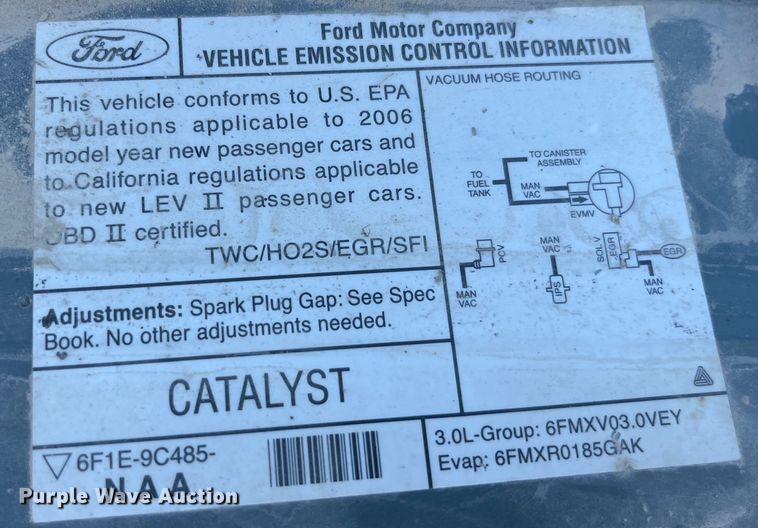 Ford
Ford Motor Company
VEHICLE EMISSION CONTROL INFORMATION
This vehicle conforms to U.S. EPA
regulations applicable to 2006
model year new passenger cars and
to California regulations applicable
to new LEV II passenger cars.
OBD II certified.
TWC/HO2S/EGR/SFI
Adjustments: Spark Plug Gap: See Spec
Book. No other adjustments needed.
CATALYST
6F1E-9C485-
NAA
VACUUM HOSE ROUTING
TO CANISTER
ASSEMBLY
TO
FUEL
TANK
MAN
VAC
EVMV
MAN
VAC
PCV
MAN
VAC
IPS
SOL V
EGR
EGR
MAN
VAC
3.0L-Group: 6FMXV03.0VEY
Evap: 6FMXR0185GAK
Purple Wave Auction